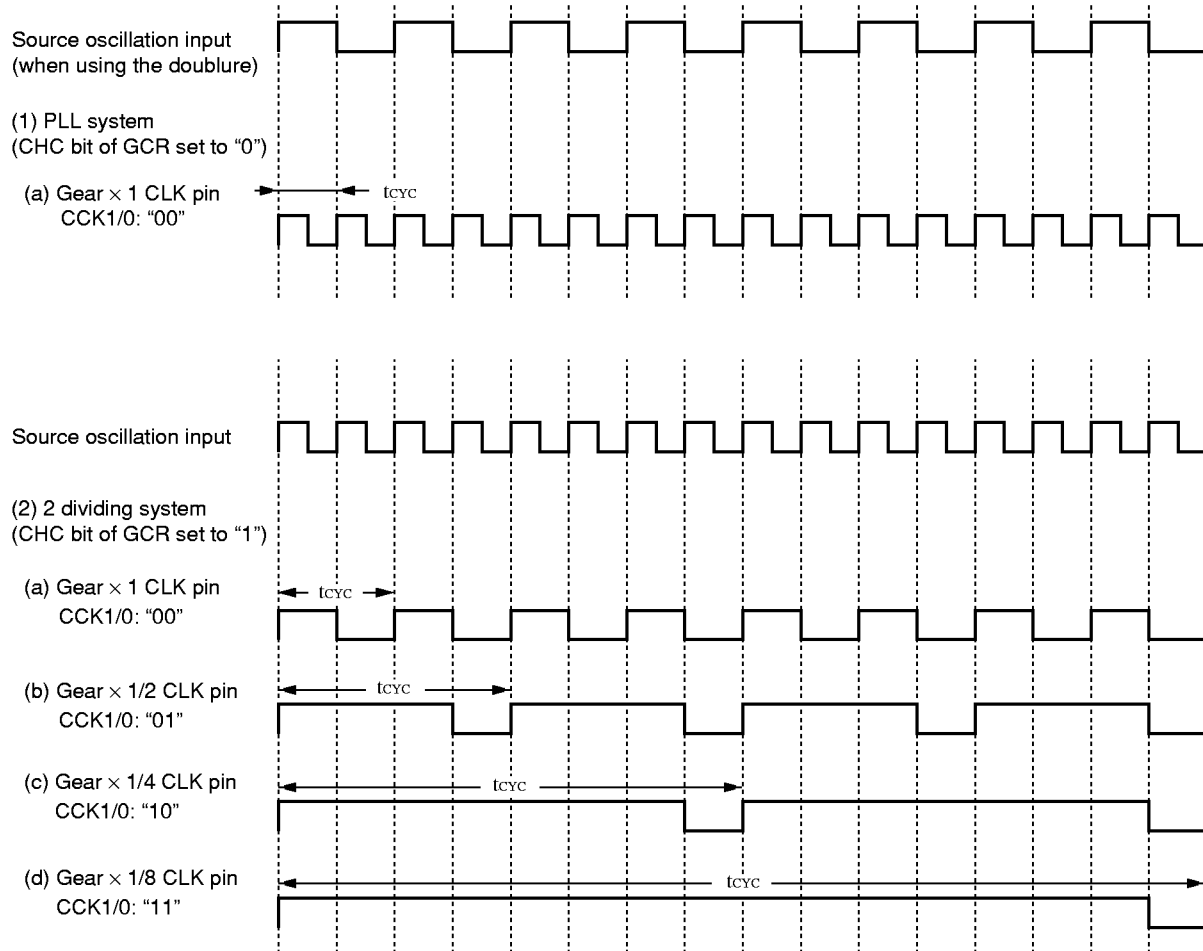 Source oscillation input
(when using the doublure)
(1) PLL system
(CHC bit of GCR set to “0”)
(a) Gear × 1 CLK pin
CCK1/0: “00”
tCYC
Source oscillation input
(2) 2 dividing system
(CHC bit of GCR set to “1”)
(a) Gear × 1 CLK pin
CCK1/0: “00”
tCYC
(b) Gear × 1/2 CLK pin
CCK1/0: “01”
tCYC
(c) Gear × 1/4 CLK pin
CCK1/0: “10”
tCYC
(d) Gear × 1/8 CLK pin
CCK1/0: “11”
tCYC